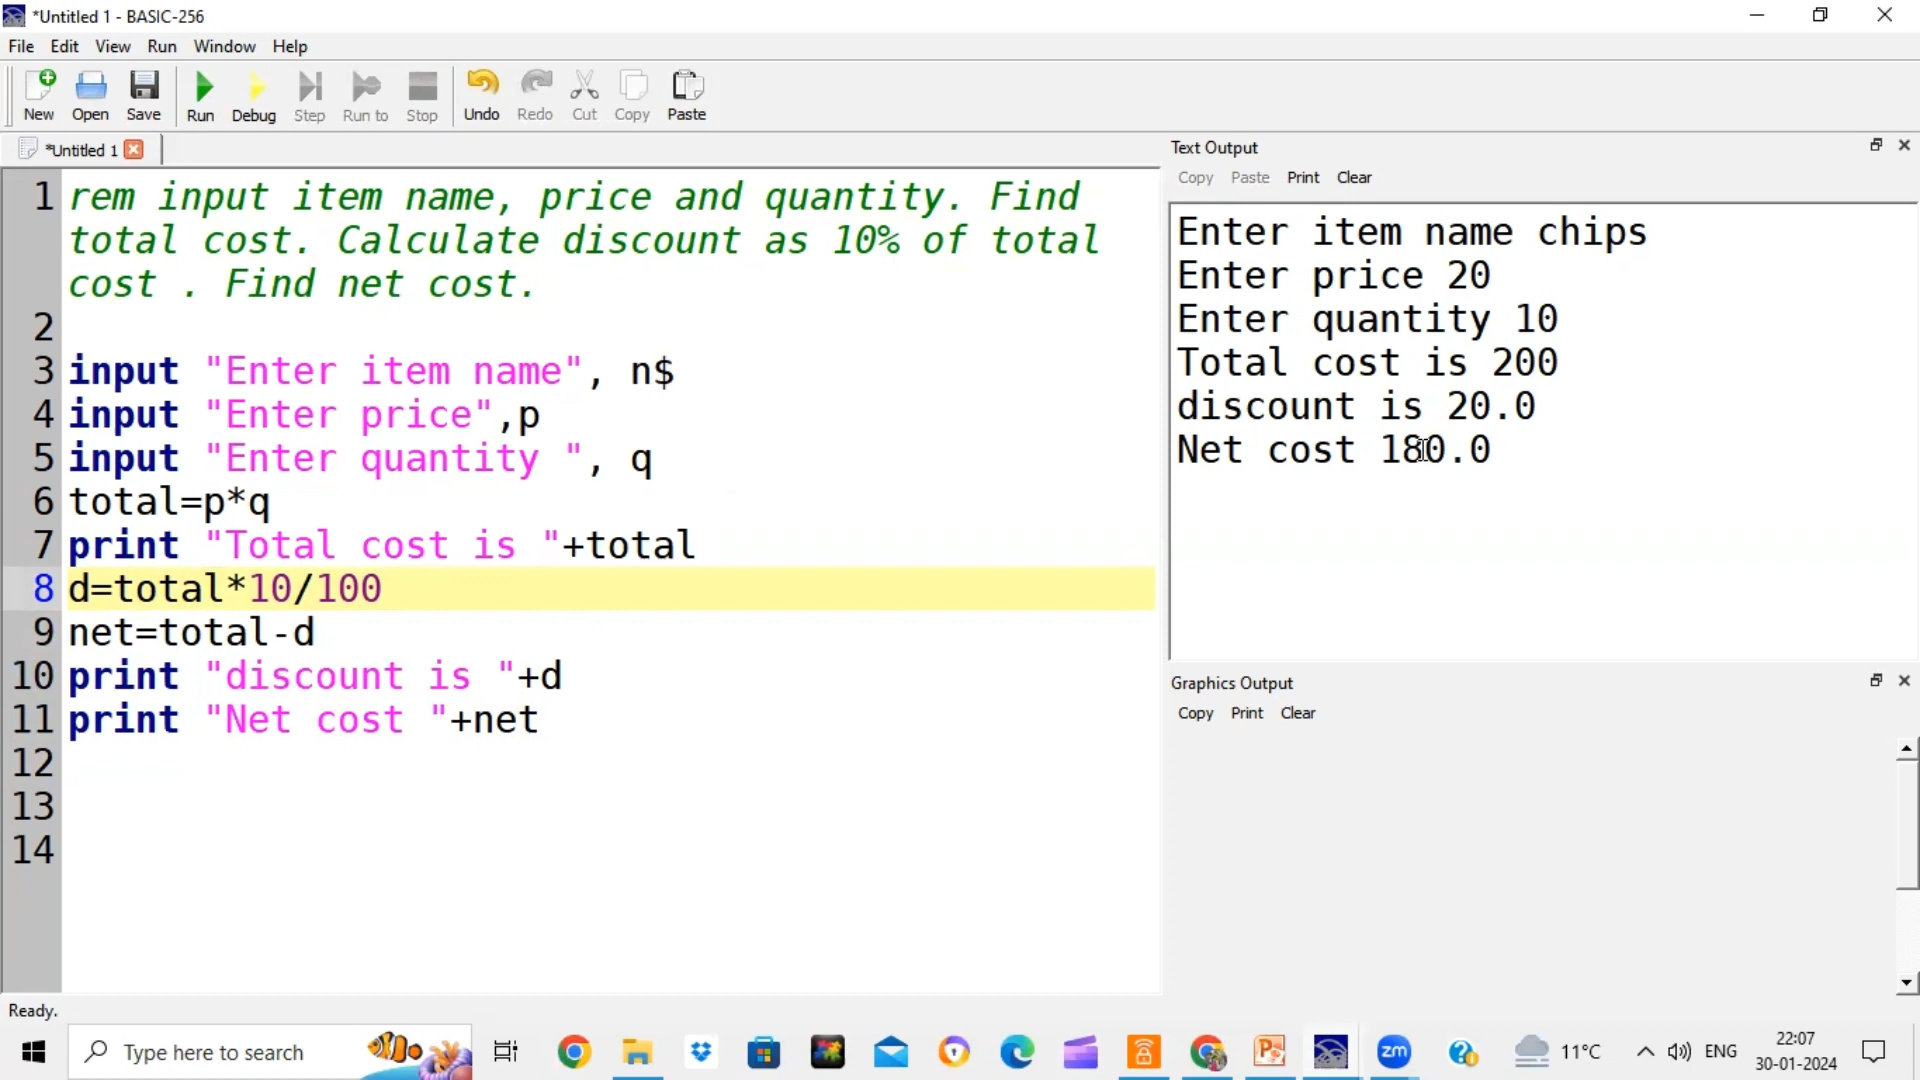 *Untitled 1 - BASIC-256
File Edit View Run Window Help
New Open Save Run Debug Step Run to Stop Undo Redo Cut Copy Paste
*Untitled 1
1 rem input item name, price and quantity. Find
total cost. Calculate discount as 10% of total
cost . Find net cost.
2
3 input "Enter item name", n$
4 input "Enter price",p
5 input "Enter quantity ", q
6 total=p*q
7 print "Total cost is "+total
8 d=total*10/100
9 net=total-d
10 print "discount is "+d
11 print "Net cost "+net
12
13
14
Text Output
Copy Paste Print Clear
Enter item name chips
Enter price 20
Enter quantity 10
Total cost is 200
discount is 20.0
Net cost 180.0
Graphics Output
Copy Print Clear
Ready.
Type here to search
zm
11°C
ENG
22:07
30-01-2024